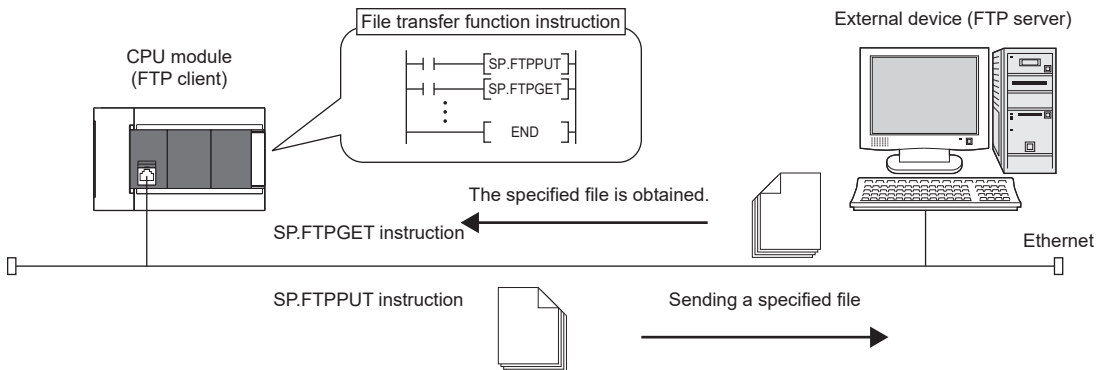 File transfer function instruction
External device (FTP server)
CPU module
(FTP client)
SP.FTPPUT
SP.FTPGET
END
The specified file is obtained.
SP.FTPGET instruction
Ethernet
SP.FTPPUT instruction
Sending a specified file